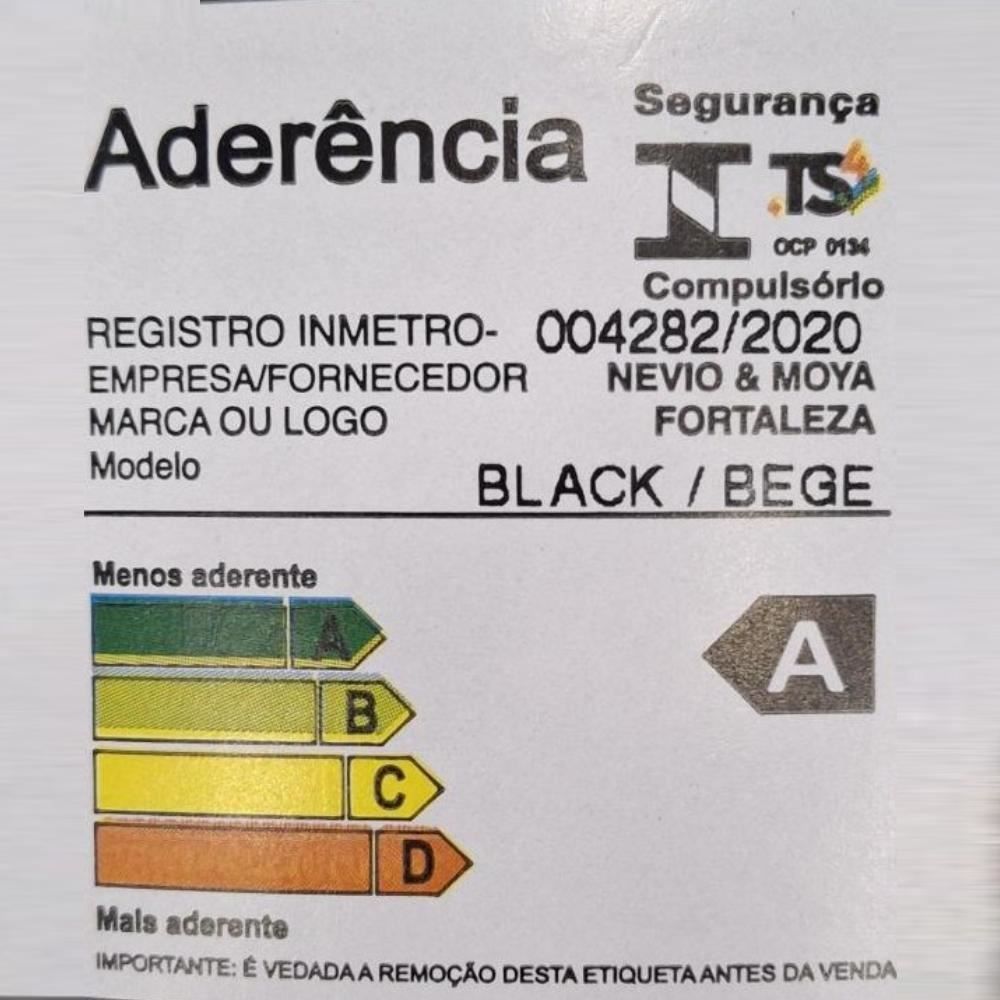 Aderência
Segurança
TS
OCP 0134
Compulsório
REGISTRO INMETRO- 004282/2020
EMPRESA/FORNECEDOR NEVIO & MOYA
MARCA OU LOGO FORTALEZA
Modelo BLACK / BEGE
Menos aderente
A A
B
C
D
Mais aderente
IMPORTANTE: É VEDADA A REMOÇÃO DESTA ETIQUETA ANTES DA VENDA